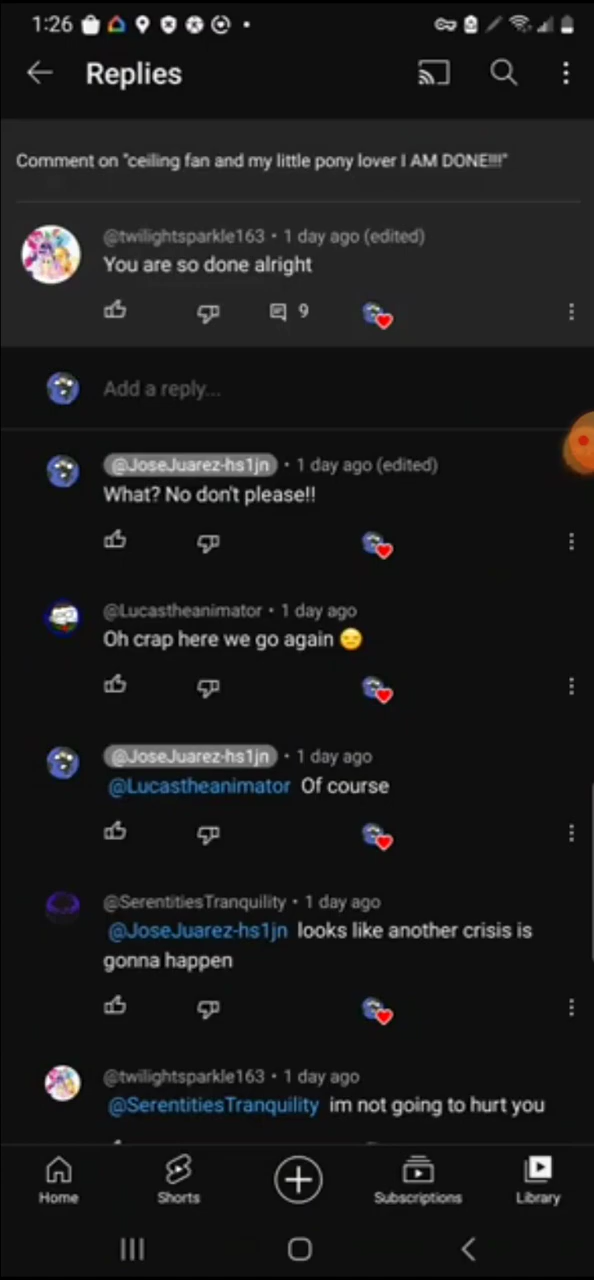 1:26
Replies
Comment on "ceiling fan and my little pony lover I AM DONE!!!"
@twilightsparkle163 • 1 day ago (edited)
You are so done alright
9
Add a reply...
@JoseJuarez-hs1jn • 1 day ago (edited)
What? No don't please!!
@Lucastheanimator • 1 day ago
Oh crap here we go again 😑
@JoseJuarez-hs1jn • 1 day ago
@Lucastheanimator Of course
@SerentitiesTranquility • 1 day ago
@JoseJuarez-hs1jn looks like another crisis is
gonna happen
@twilightsparkle163 • 1 day ago
@SerentitiesTranquility im not going to hurt you
Home Shorts Subscriptions Library